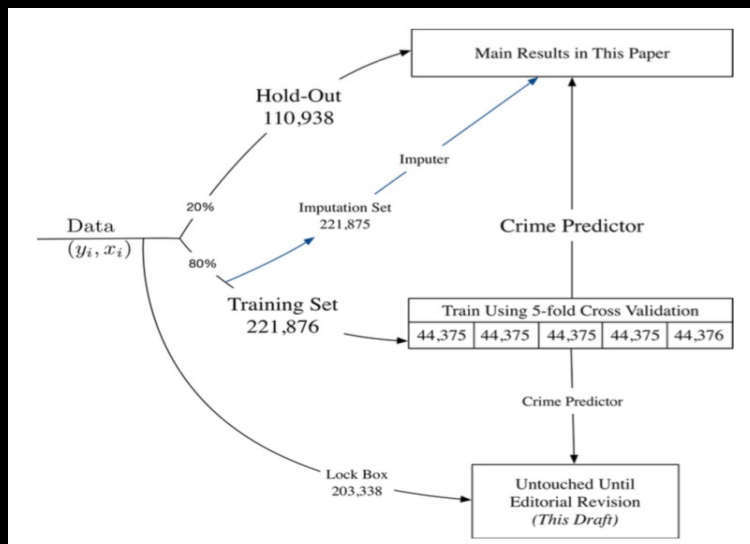 Main Results in This Paper
Hold-Out
110,938
Imputer
20%
Imputation Set
221,875
Data
(yᵢ, xᵢ)
Crime Predictor
80%
Training Set
221,876
Train Using 5-fold Cross Validation
44,375 44,375 44,375 44,375 44,376
Crime Predictor
Lock Box
203,338
Untouched Until
Editorial Revision
(This Draft)